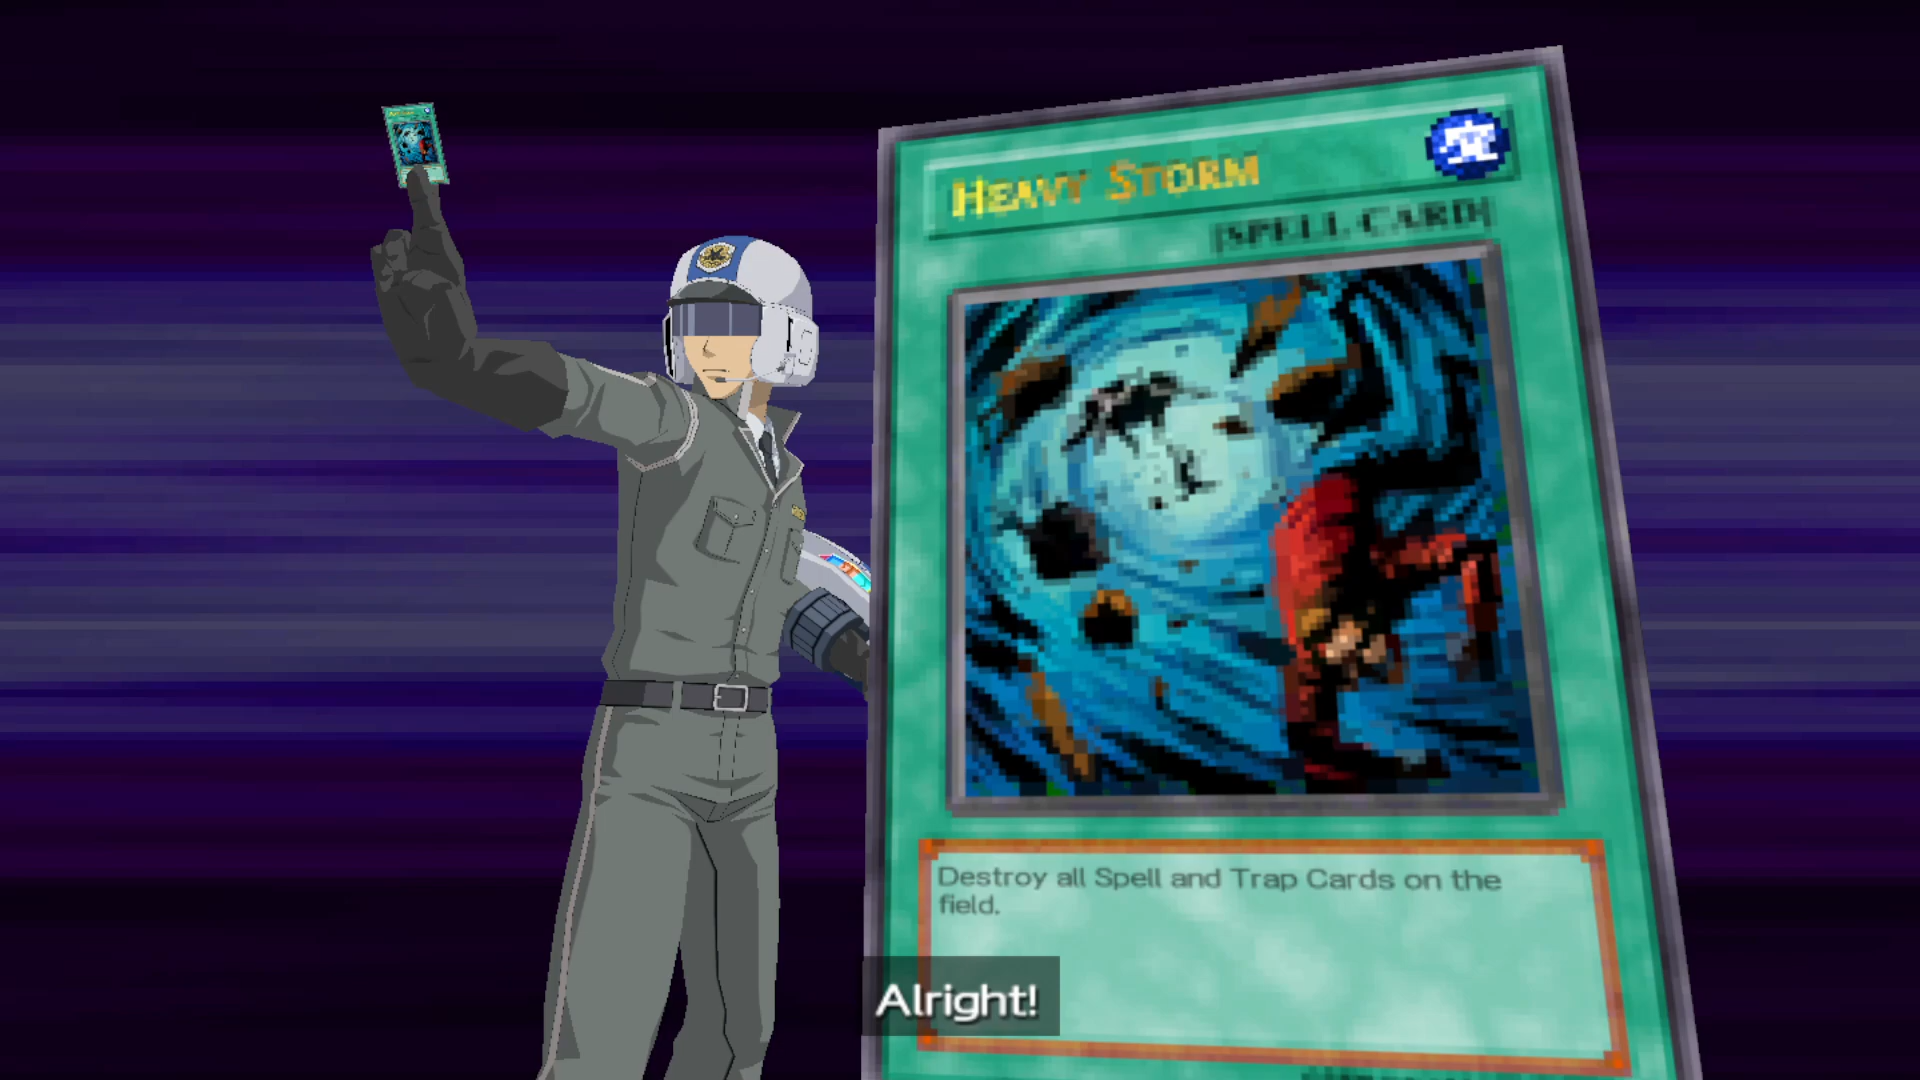 HEAVY STORM
[SPELL CARD]
Destroy all Spell and Trap Cards on the
field.
Alright!